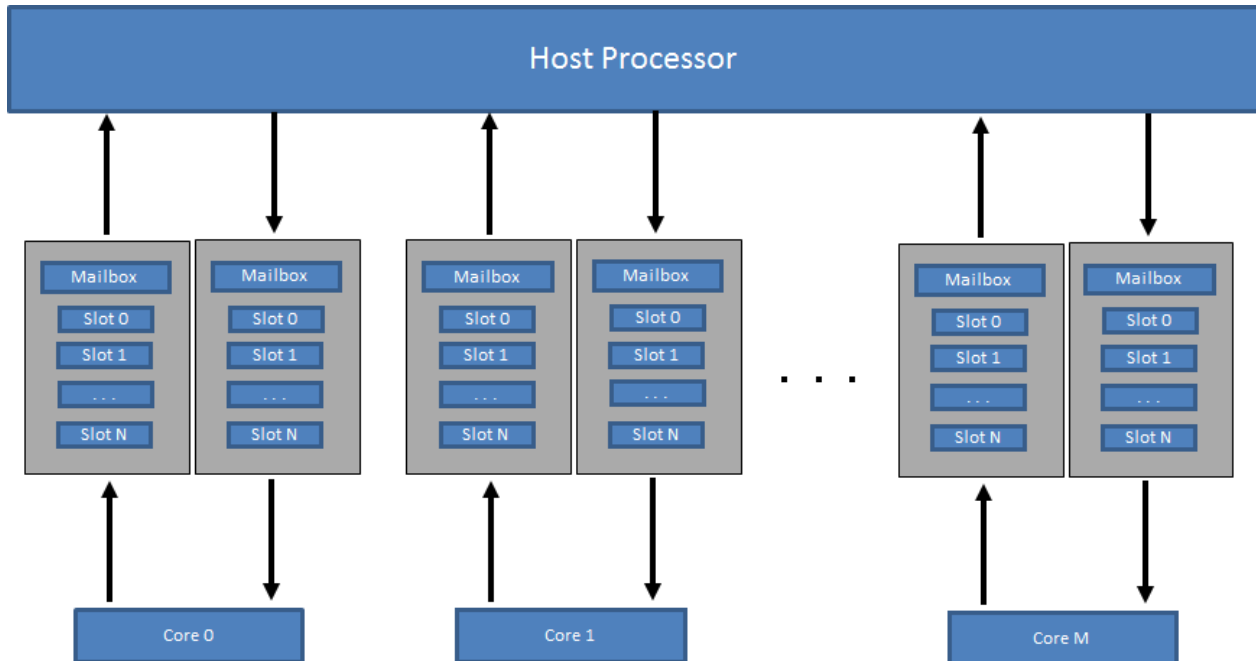 Host Processor
Mailbox
Slot 0
Slot 1
...
Slot N
Mailbox
Slot 0
Slot 1
...
Slot N
Mailbox
Slot 0
Slot 1
...
Slot N
Mailbox
Slot 0
Slot 1
...
Slot N
. . .
Mailbox
Slot 0
Slot 1
...
Slot N
Mailbox
Slot 0
Slot 1
...
Slot N
Core 0
Core 1
Core M